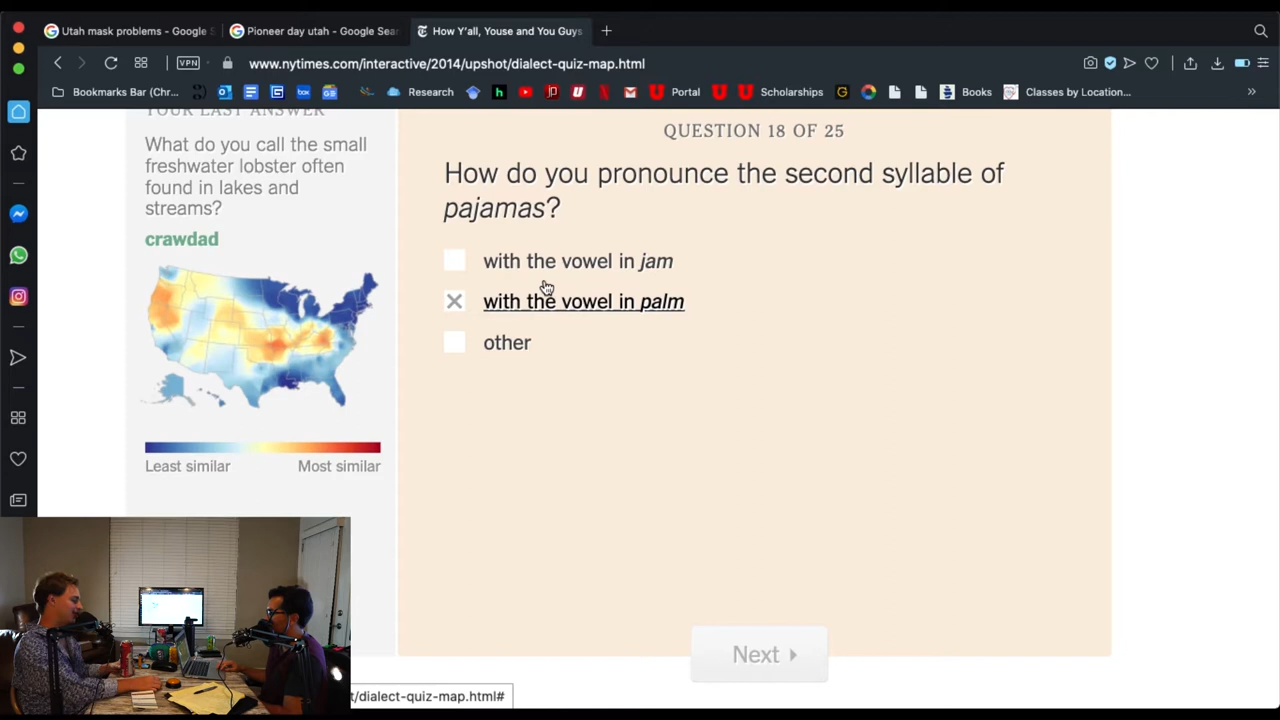 Utah mask problems - Google S
Pioneer day utah - Google Sear
How Y'all, Youse and You Guys
VPN
www.nytimes.com/interactive/2014/upshot/dialect-quiz-map.html
Bookmarks Bar (Chr...
Research
Portal
Scholarships
Books
Classes by Location...
YOUR LAST ANSWER
What do you call the small
freshwater lobster often
found in lakes and
streams?
crawdad
Least similar
Most similar
QUESTION 18 OF 25
How do you pronounce the second syllable of
pajamas?
with the vowel in jam
with the vowel in palm
other
Next
t/dialect-quiz-map.html#